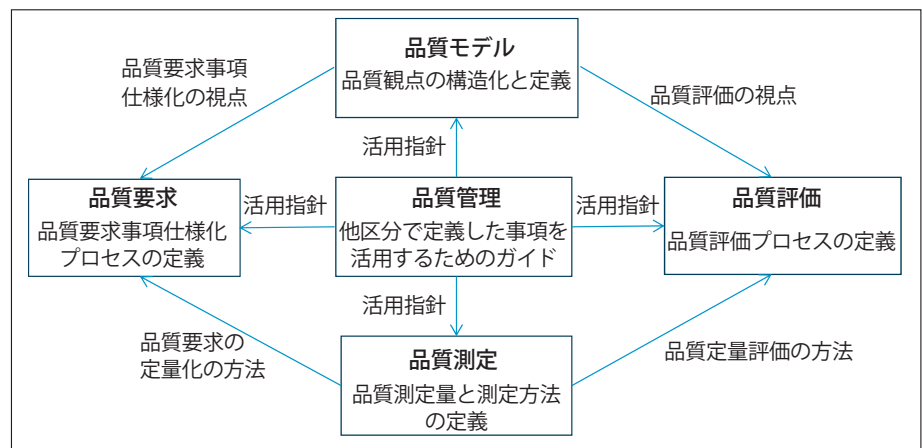 品質モデル
品質観点の構造化と定義
品質要求事項
仕様化の視点
品質評価の視点
活用指針
品質要求
品質要求事項仕様化
プロセスの定義
活用指針
品質管理
他区分で定義した事項を
活用するためのガイド
活用指針
品質評価
品質評価プロセスの定義
活用指針
品質要求の
定量化の方法
品質測定
品質測定量と測定方法
の定義
品質定量評価の方法